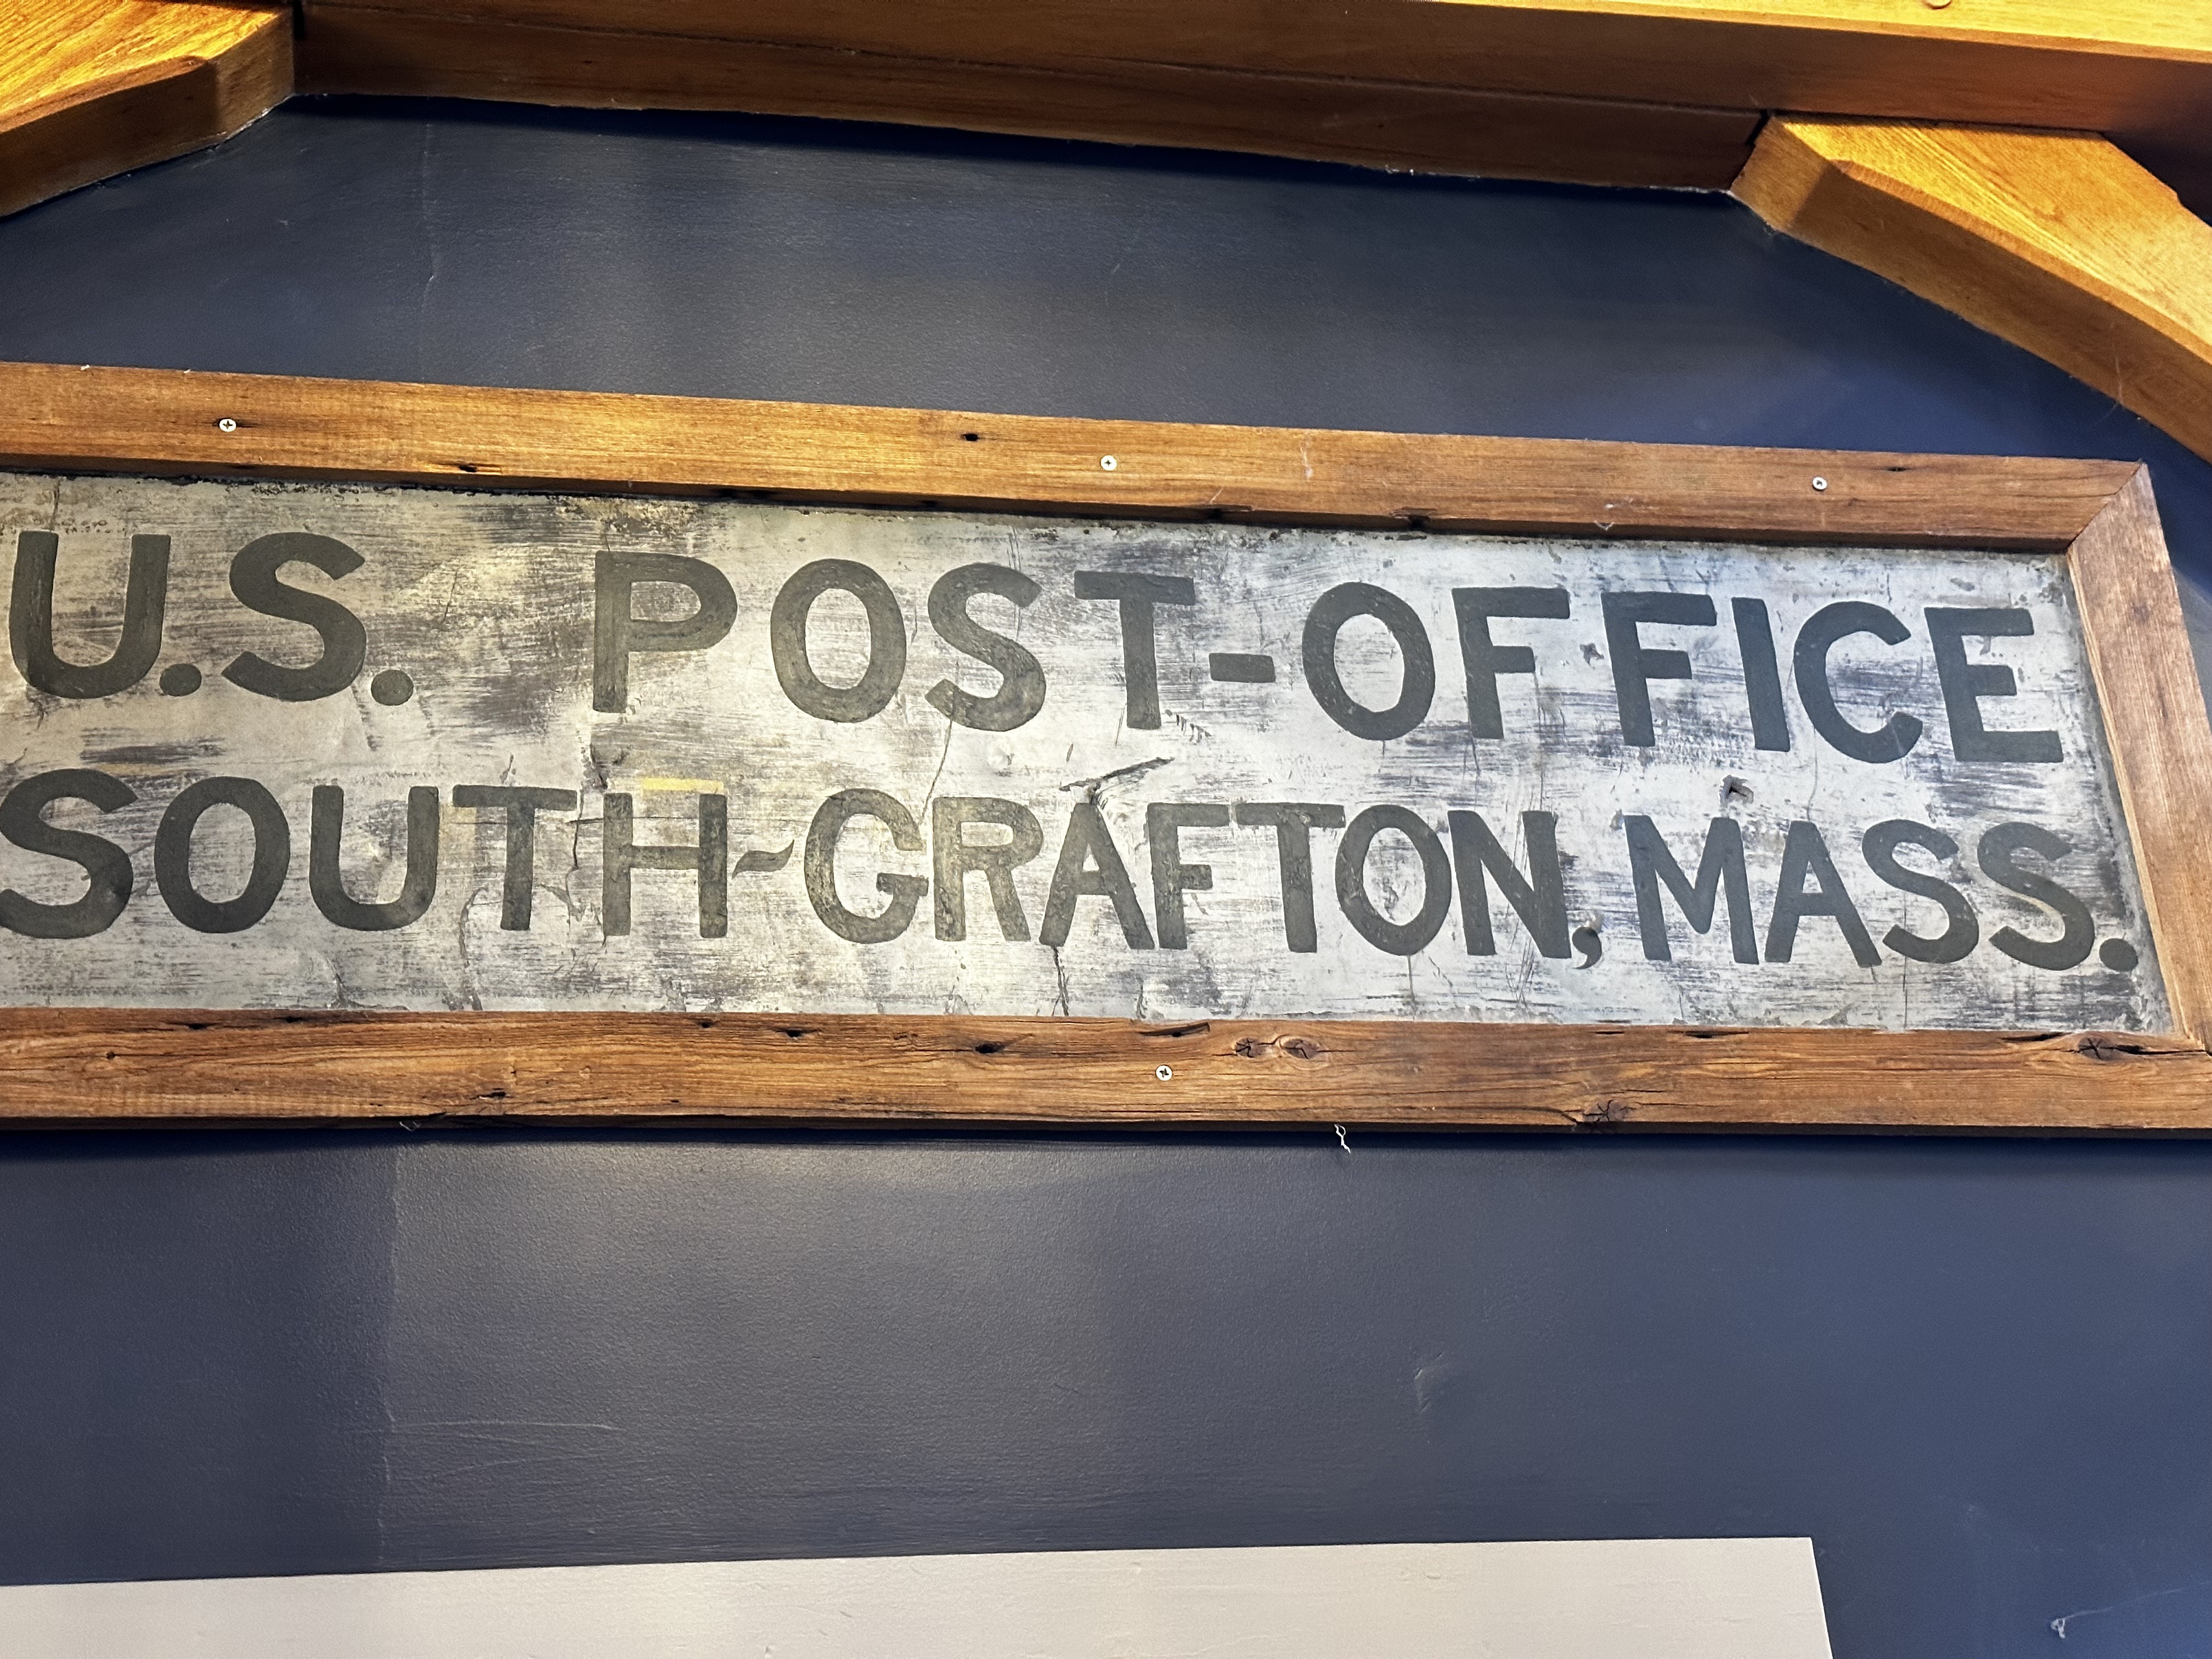 U.S. POST-OFFICE
SOUTH~GRAFTON, MASS.